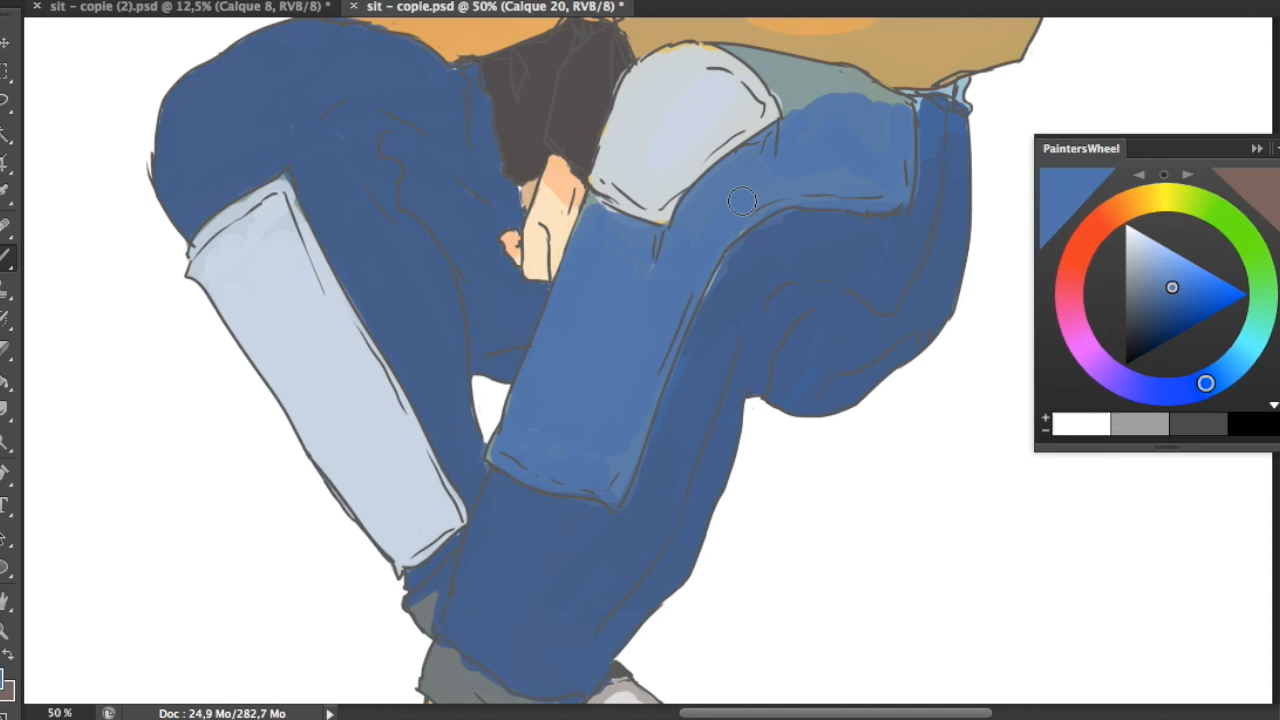 sit - copie (2).psd @ 12,5% (Calque 8, RVB/8) *
sit - copie.psd @ 50% (Calque 20, RVB/8) *
PaintersWheel
50 %
Doc : 24,9 Mo/282,7 Mo